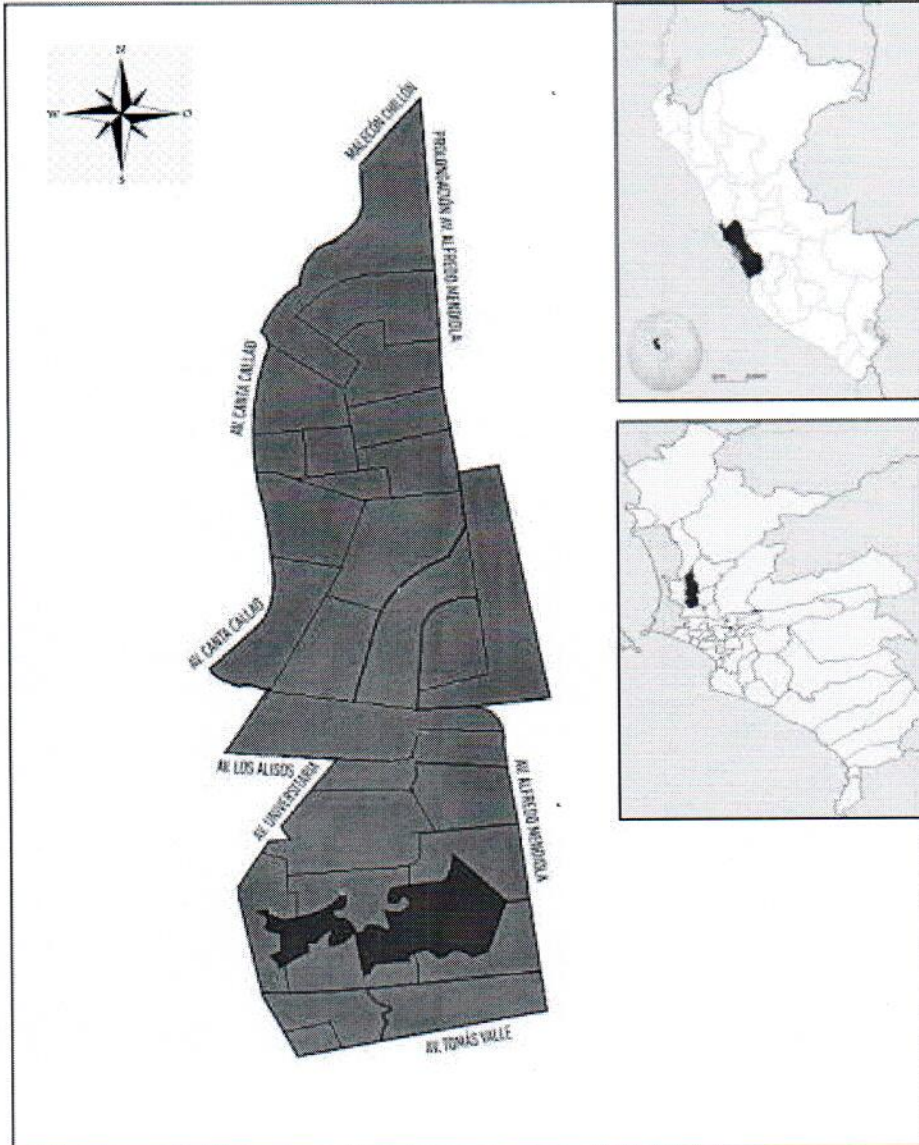 N
W
O
S
MALECÓN CHILLÓN
PROLONGACIÓN AV. ALFREDO MENDIOLA
AV. CANTA CALLAO
AV. CANTA CALLAO
AV. LOS ALISOS
AV. UNIVERSITARIA
AV. ALFREDO MENDIOLA
AV. TOMÁS VALLE